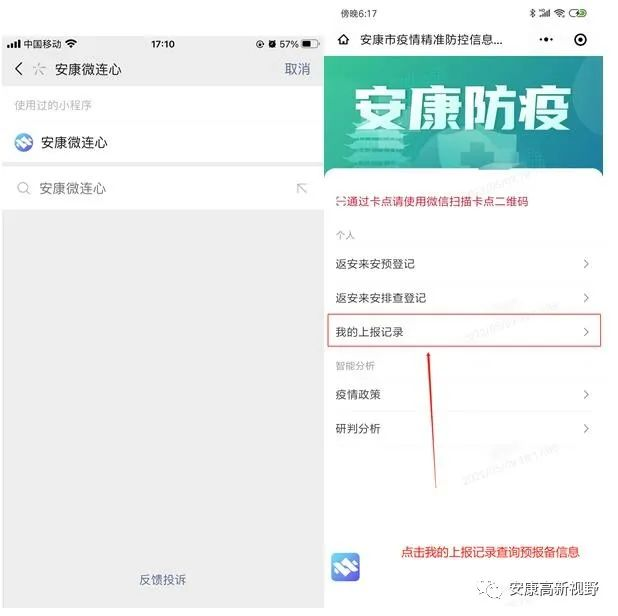 中国移动
17:10
57%
安康微连心
取消
使用过的小程序
安康微连心
安康微连心
反馈投诉
傍晚6:17
安康市疫情精准防控信息...
安康防疫
通过卡点请使用微信扫描卡点二维码
个人
返安来安预登记
返安来安排查登记
我的上报记录
智能分析
疫情政策
研判分析
点击我的上报记录查询预报备信息
安康高新视野